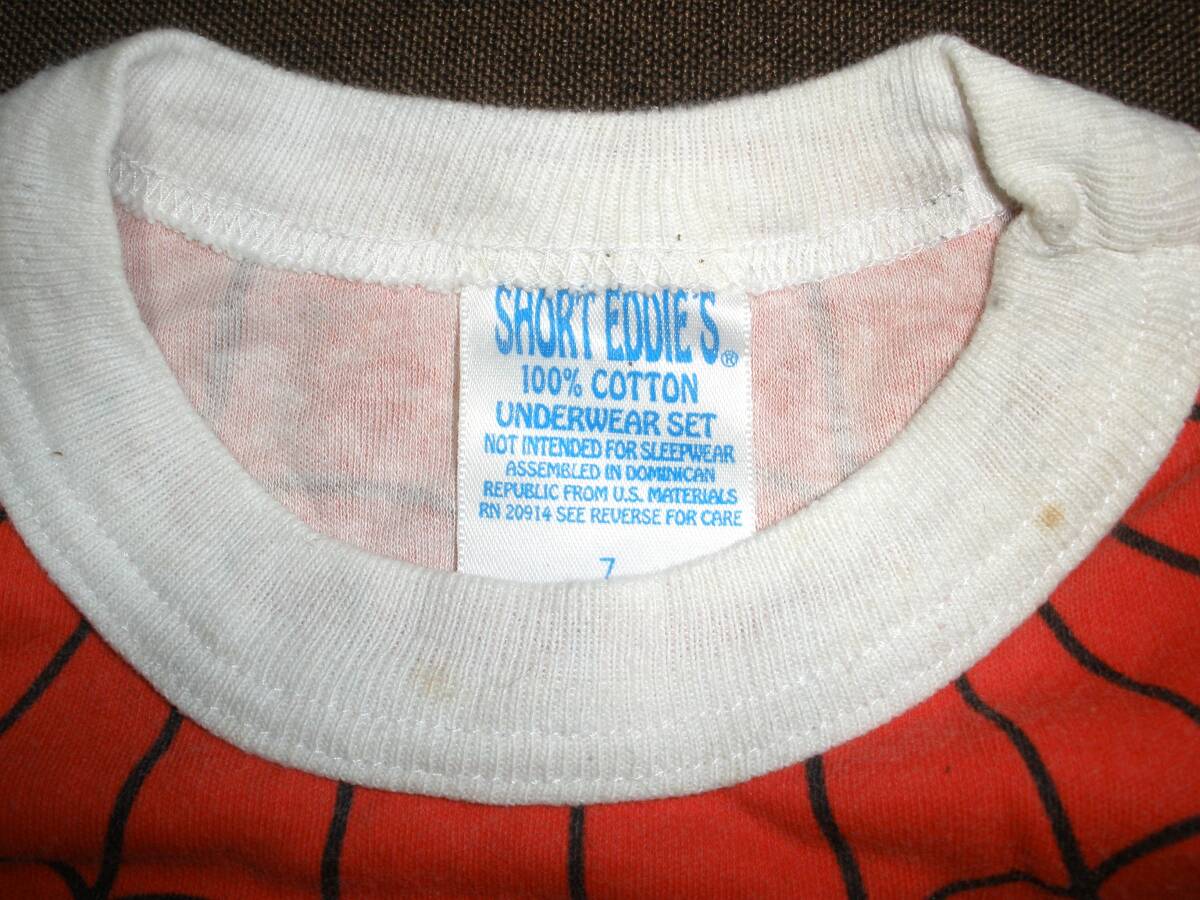 SHORT EDDIE'S®
100% COTTON
UNDERWEAR SET
NOT INTENDED FOR SLEEPWEAR
ASSEMBLED IN DOMINICAN
REPUBLIC FROM U.S. MATERIALS
RN 20914 SEE REVERSE FOR CARE
7